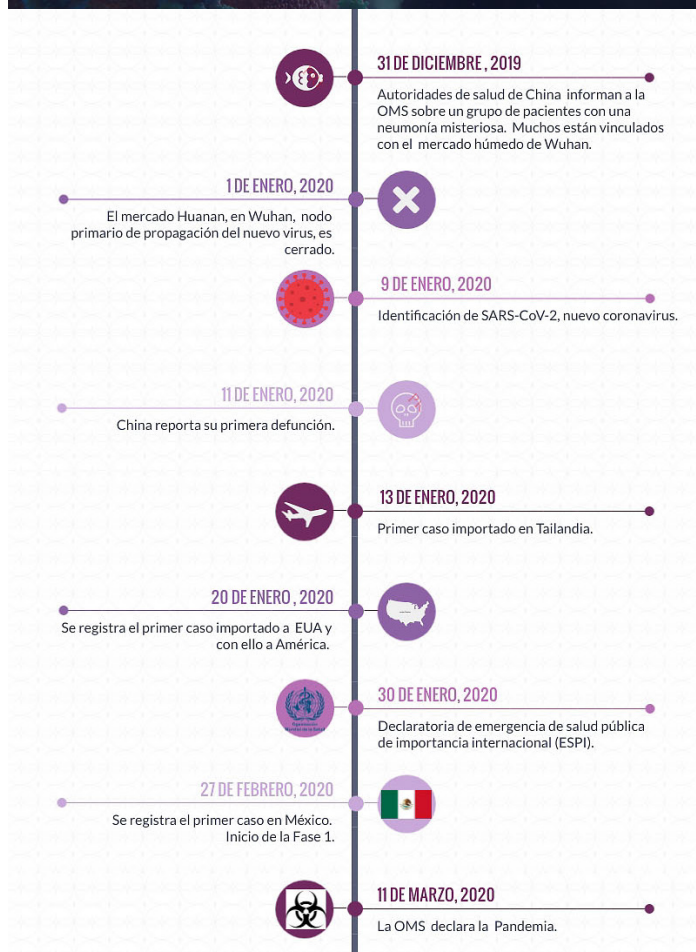 31 DE DICIEMBRE , 2019
Autoridades de salud de China informan a la
OMS sobre un grupo de pacientes con una
neumonía misteriosa. Muchos están vinculados
con el mercado húmedo de Wuhan.
1 DE ENERO, 2020
El mercado Huanan, en Wuhan, nodo
primario de propagación del nuevo virus, es
cerrado.
9 DE ENERO, 2020
Identificación de SARS-CoV-2, nuevo coronavirus.
11 DE ENERO, 2020
China reporta su primera defunción.
13 DE ENERO, 2020
Primer caso importado en Tailandia.
20 DE ENERO , 2020
Se registra el primer caso importado a EUA y
con ello a América.
30 DE ENERO, 2020
Declaratoria de emergencia de salud pública
de importancia internacional (ESPI).
Organización
Mundial de la Salud
27 DE FEBRERO, 2020
Se registra el primer caso en México.
Inicio de la Fase 1.
11 DE MARZO, 2020
La OMS declara la Pandemia.